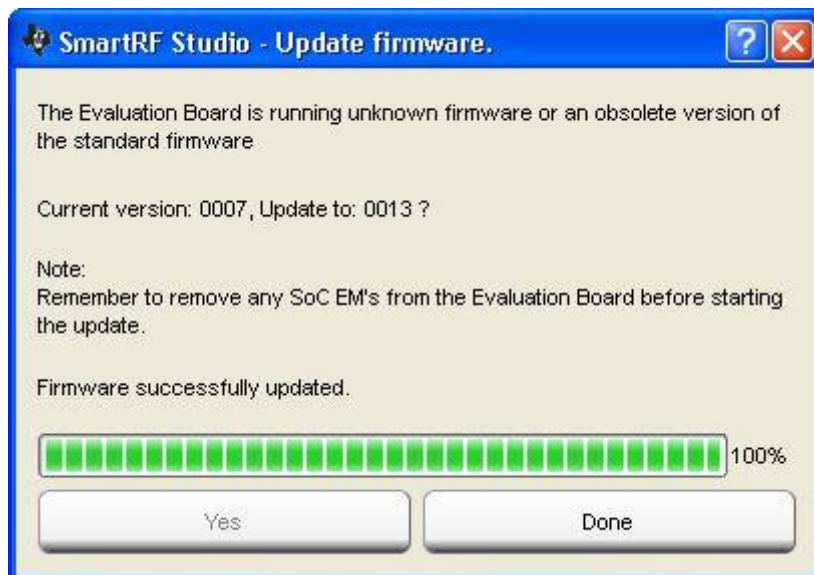 SmartRF Studio - Update firmware.
The Evaluation Board is running unknown firmware or an obsolete version of
the standard firmware
Current version: 0007, Update to: 0013 ?
Note:
Remember to remove any SoC EM's from the Evaluation Board before starting
the update.
Firmware successfully updated.
100%
Yes
Done